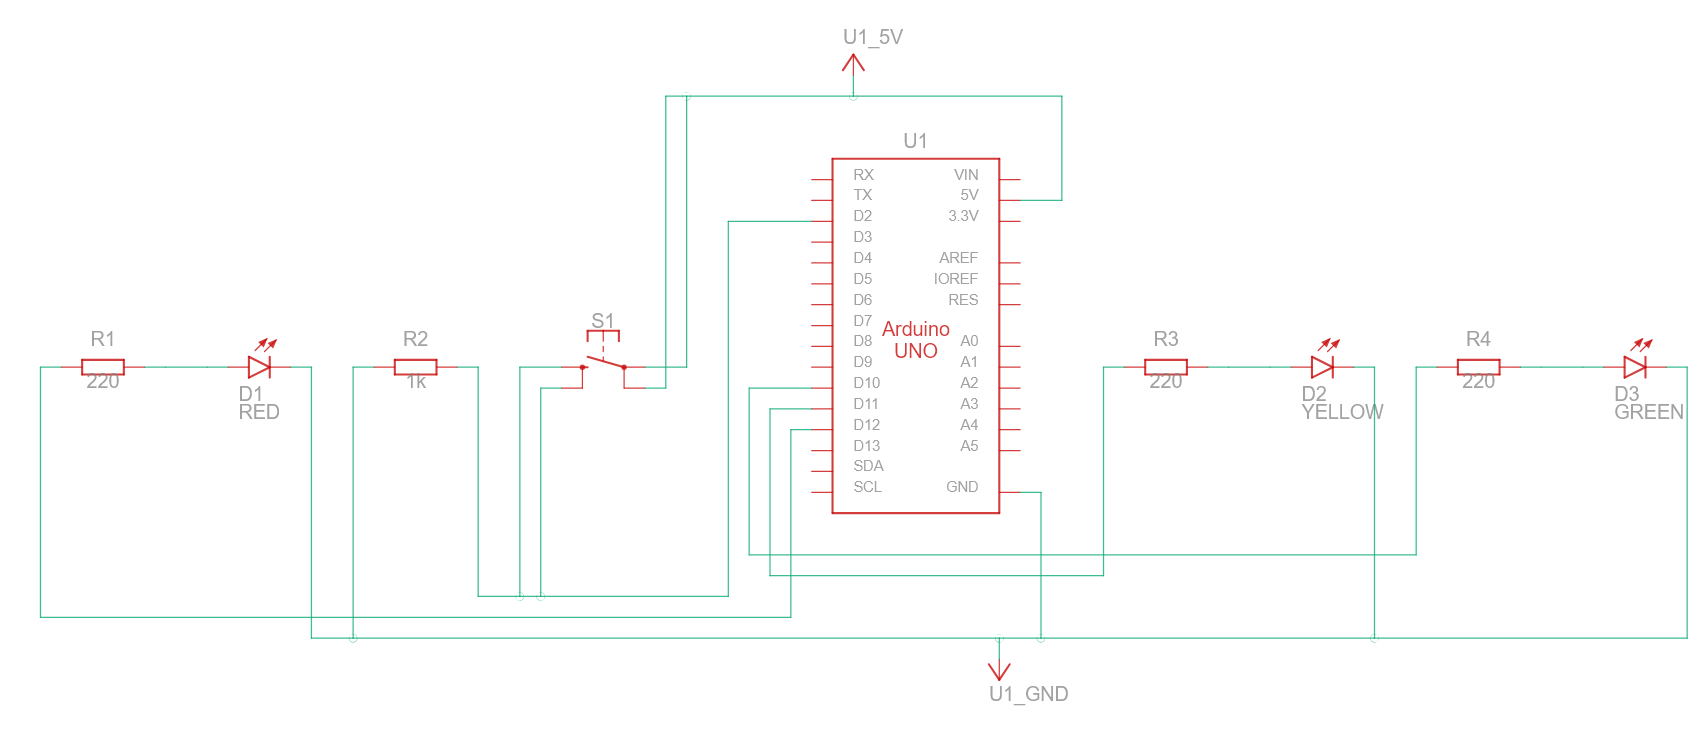 U1_5V
U1
RX
VIN
TX
5V
D2
3.3V
D3
D4
AREF
D5
IOREF
D6
RES
D7
D8
A0
D9
A1
D10
A2
D11
A3
D12
A4
D13
A5
SDA
SCL
GND
Arduino
UNO
R1
220
D1
RED
R2
1k
S1
R3
220
D2
YELLOW
R4
220
D3
GREEN
U1_GND